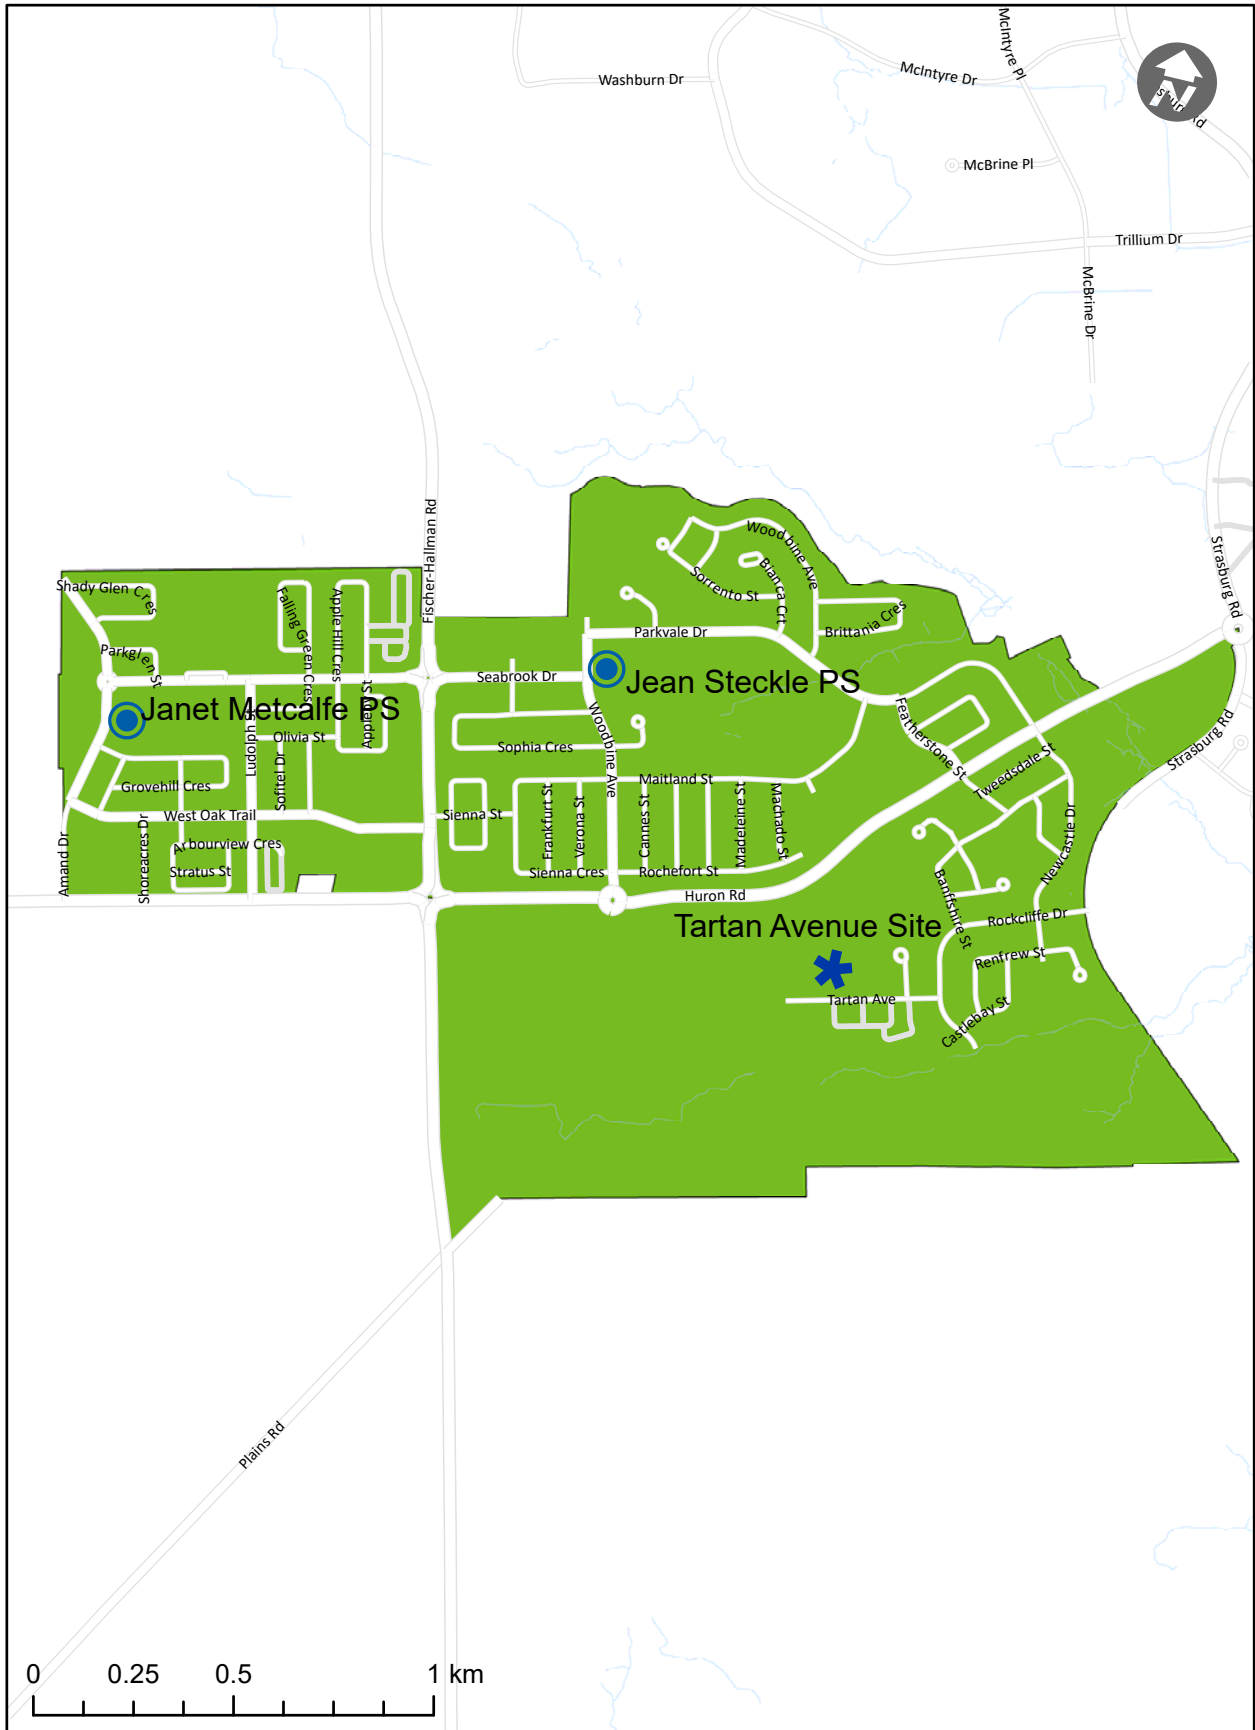 McIntyre Pl
McIntyre Dr
Washburn Dr
N
sburg Rd
McBrine Pl
Trillium Dr
McBrine Dr
Fischer-Hallman Rd
Woodbine Ave
Strasburg Rd
Shady Glen Cres
Falling Green Cres
Apple Hill Cres
Sorrento St
Bianca Crt
Parkvale Dr
Brittania Cres
Parkglen St
Seabrook Dr
Jean Steckle PS
Janet Metcalfe PS
Ludolph St
Applerill
Olivia St
Sofitel Dr
Sophia Cres
Woodbine Ave
Featherstone St
Strasburg Rd
Tweedsdale St
Grovehill Cres
Maitland St
West Oak Trail
Sienna St
Frankfurt St
Verona St
Cannes St
Madeleine St
Machado St
Newcastle Dr
Amand Dr
Shoreacres Dr
Arbourview Cres
Stratus St
Sienna Cres
Rochefort St
Huron Rd
Banffshire St
Rockcliffe Dr
Tartan Avenue Site
Renfrew St
Tartan Ave
Castlebay St
Plains Rd
0 0.25 0.5 1 km